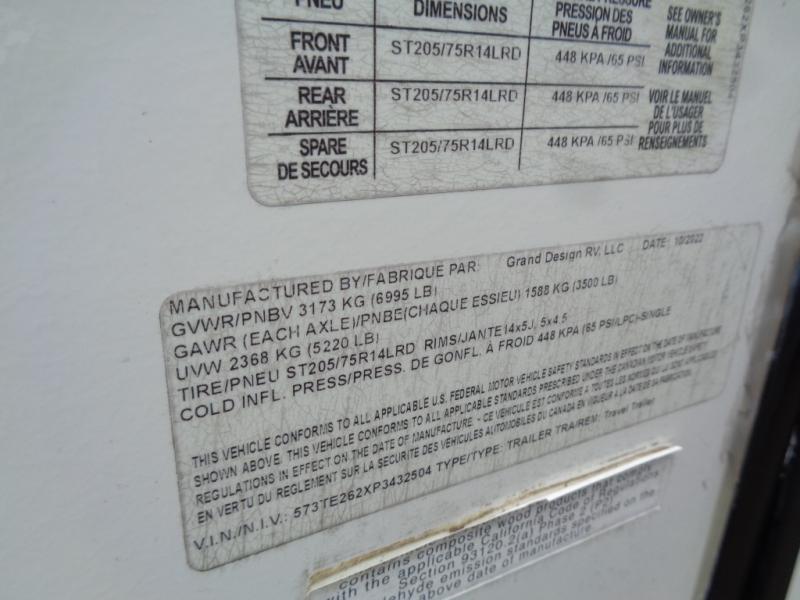 PNEU DIMENSIONS PRESSION DES
PNEUS À FROID
SEE OWNER'S
MANUAL FOR
ADDITIONAL
INFORMATION
FRONT
AVANT
ST205/75R14LRD 448 KPA /65 PSI
REAR
ARRIÈRE
ST205/75R14LRD 448 KPA /65 PSI
VOIR LE MANUEL
DE L'USAGER
POUR PLUS DE
RENSEIGNEMENTS
SPARE
DE SECOURS
ST205/75R14LRD 448 KPA /65 PSI
MANUFACTURED BY/FABRIQUE PAR: Grand Design RV, LLC DATE: 10/2022
GVWR/PNBV 3173 KG (6995 LB)
GAWR (EACH AXLE)/PNBE(CHAQUE ESSIEU) 1588 KG (3500 LB)
UVW 2368 KG (5220 LB)
TIRE/PNEU ST205/75R14LRD RIMS/JANTE 14x5J, 5x4.5
COLD INFL. PRESS/PRESS. DE GONFL. À FROID 448 KPA (65 PSI/LPC)-SINGLE
THIS VEHICLE CONFORMS TO ALL APPLICABLE U.S. FEDERAL MOTOR VEHICLE SAFETY STANDARDS IN EFFECT ON THE DATE OF MANUFACTURE
SHOWN ABOVE. THIS VEHICLE CONFORMS TO ALL APPLICABLE STANDARDS PRESCRIBED UNDER THE CANADIAN MOTOR VEHICLE SAFETY
REGULATIONS IN EFFECT ON THE DATE OF MANUFACTURE. - CE VEHICULE EST CONFORME A TOUTES LES NORMES QUI LUI SONT APPLICABLES
EN VERTU DU REGLEMENT SUR LA SECURITE DES VEHICULES AUTOMOBILES DU CANADA EN VIGUEUR A LA DATE DE SA FABRICATION.
V.I.N./N.I.V.: 573TE262XP3432504 TYPE/TYPE: TRAILER TRA/REM: Travel Trailer
contains composite wood products that comply
with the applicable California Code of Regulations
Section 93120.2(a) Phase 2 (P2)
emission standards specified on the
above date of manufacture.